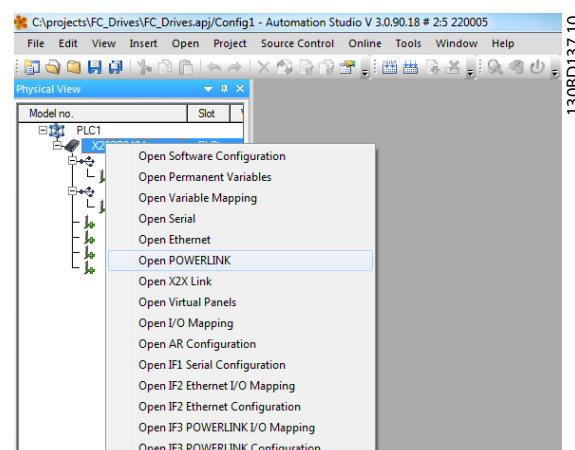 C:\projects\FC_Drives\FC_Drives.apj/Config1 - Automation Studio V 3.0.90.18 # 2:5 220005
File Edit View Insert Open Project Source Control Online Tools Window Help
Physical View
Model no. Slot
PLC1
Open Software Configuration
Open Permanent Variables
Open Variable Mapping
Open Serial
Open Ethernet
Open POWERLINK
Open X2X Link
Open Virtual Panels
Open I/O Mapping
Open AR Configuration
Open IF1 Serial Configuration
Open IF2 Ethernet I/O Mapping
Open IF2 Ethernet Configuration
Open IF3 POWERLINK I/O Mapping
Open IF3 POWERLINK Configuration
130BD137.10